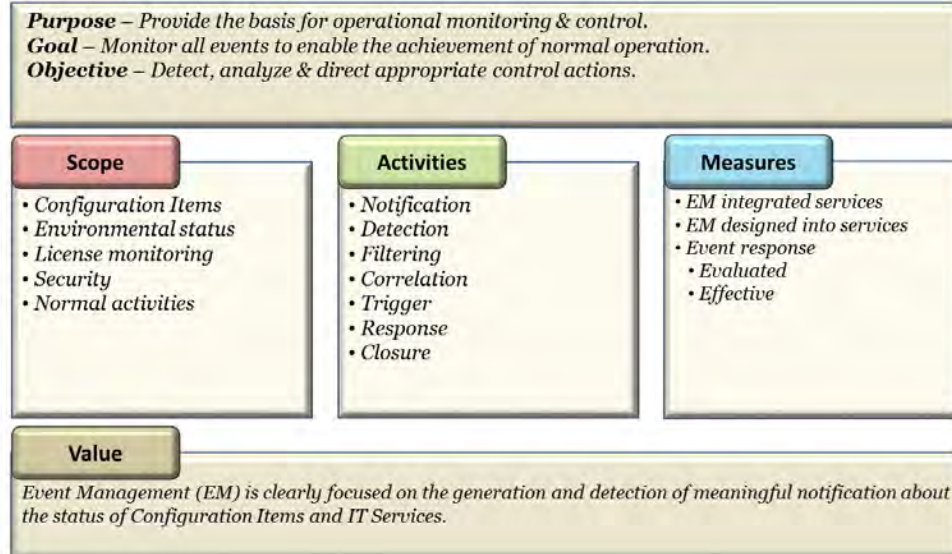 Purpose – Provide the basis for operational monitoring & control.
Goal – Monitor all events to enable the achievement of normal operation.
Objective – Detect, analyze & direct appropriate control actions.
Scope
• Configuration Items
• Environmental status
• License monitoring
• Security
• Normal activities
Activities
• Notification
• Detection
• Filtering
• Correlation
• Trigger
• Response
• Closure
Measures
• EM integrated services
• EM designed into services
• Event response
• Evaluated
• Effective
Value
Event Management (EM) is clearly focused on the generation and detection of meaningful notification about
the status of Configuration Items and IT Services.